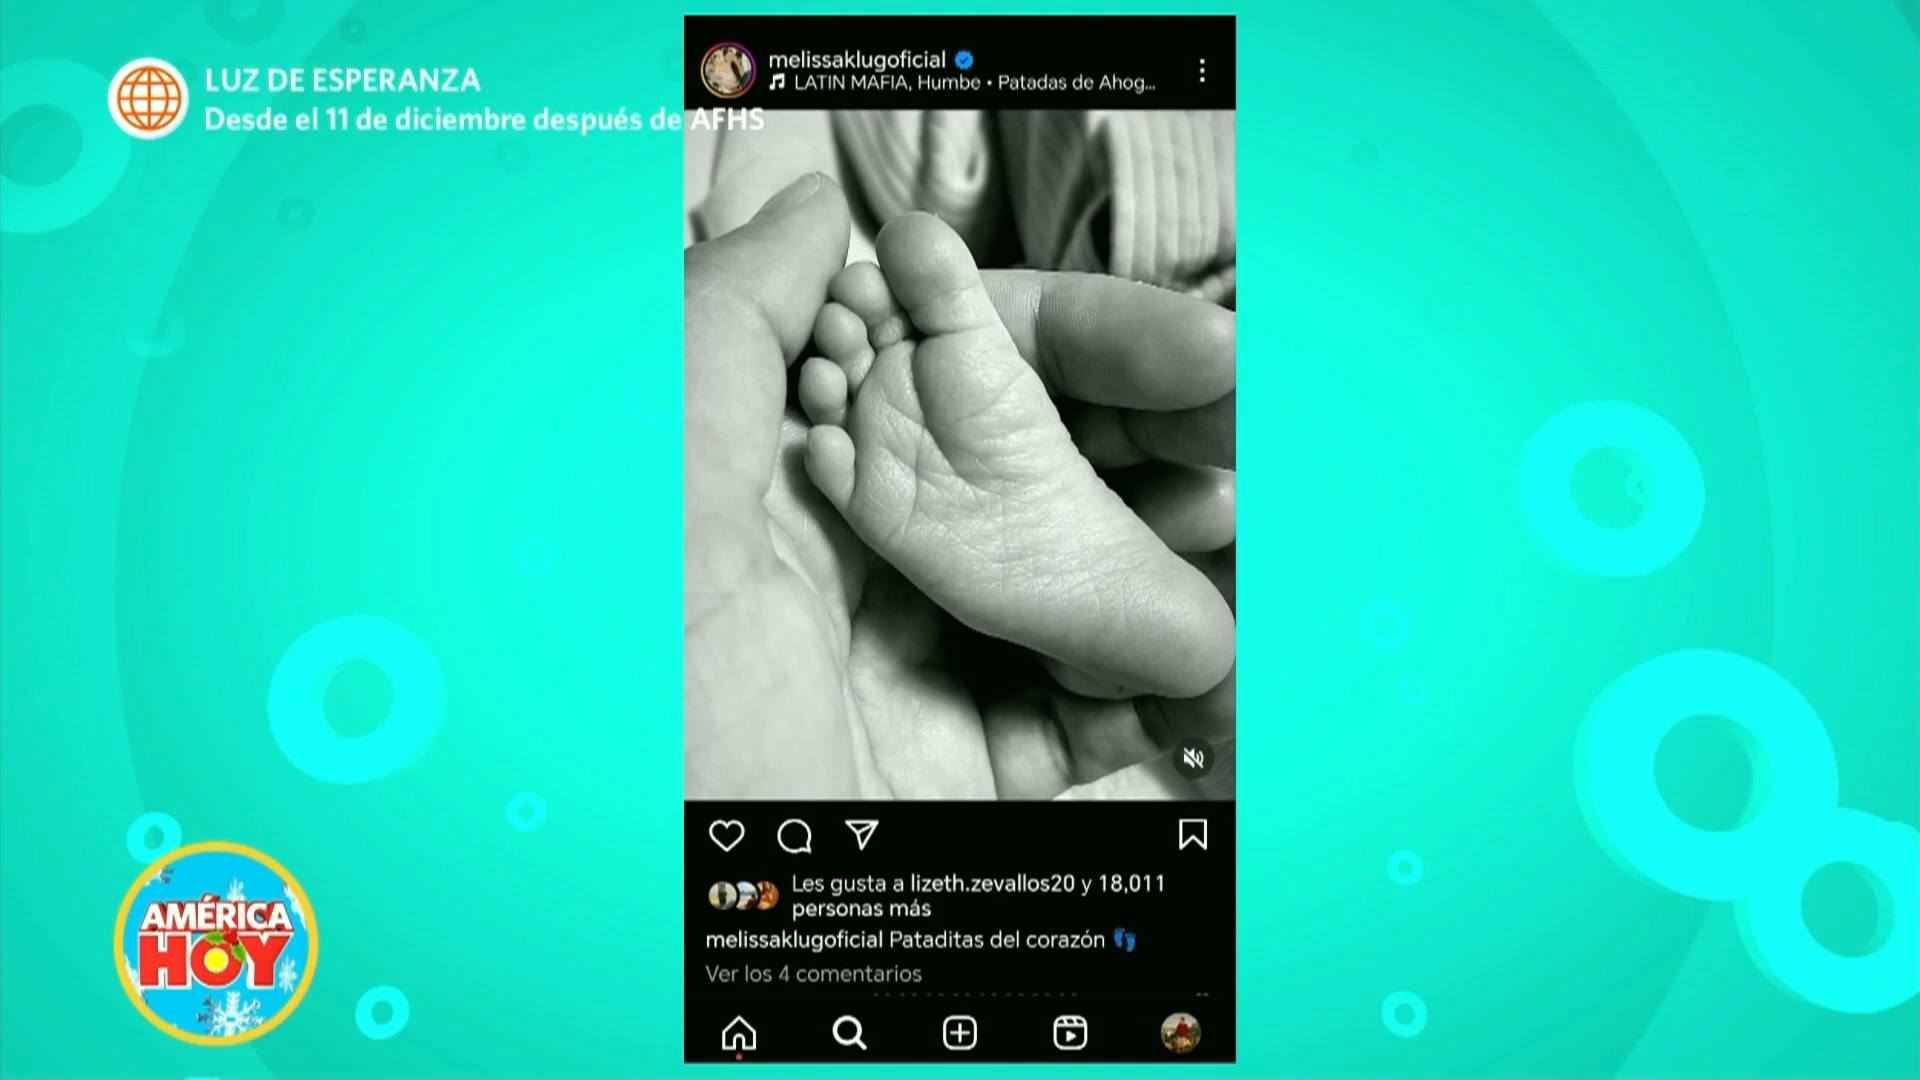 LUZ DE ESPERANZA
Desde el 11 de diciembre después de AFHS
melissaklugoficial
LATIN MAFIA, Humbe • Patadas de Ahog...
Les gusta a lizeth.zevallos20 y 18,011
personas más
melissaklugoficial Pataditas del corazón 👣
Ver los 4 comentarios
AMÉRICA
HOY